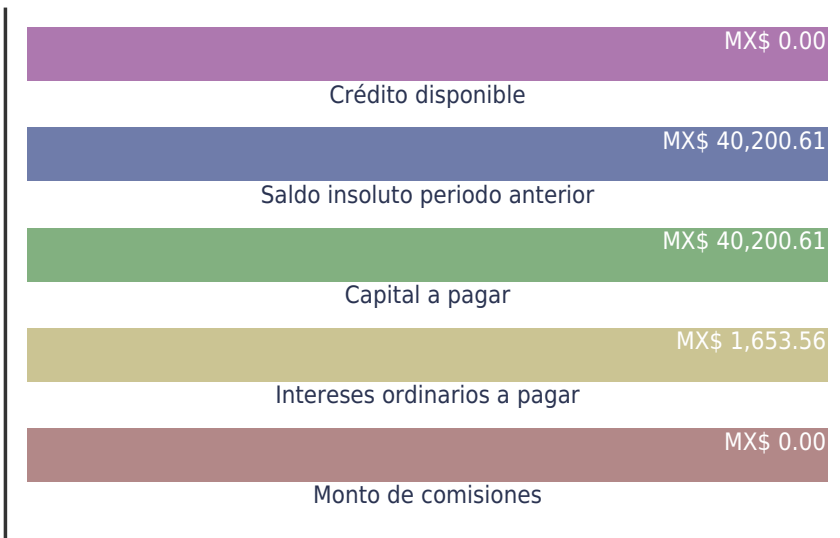 MX$ 0.00
Crédito disponible
MX$ 40,200.61
Saldo insoluto periodo anterior
MX$ 40,200.61
Capital a pagar
MX$ 1,653.56
Intereses ordinarios a pagar
MX$ 0.00
Monto de comisiones